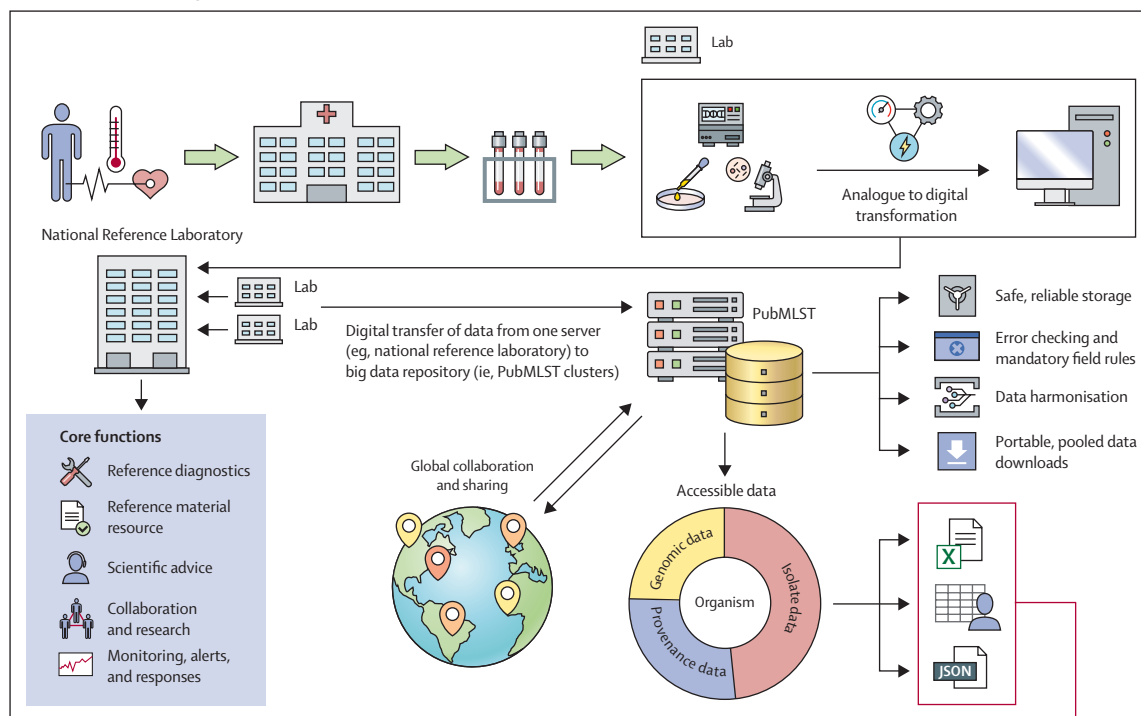 Lab
Analogue to digital
transformation
National Reference Laboratory
Lab
Lab
Digital transfer of data from one server
(eg, national reference laboratory) to
big data repository (ie, PubMLST clusters)
PubMLST
Safe, reliable storage
Error checking and
mandatory field rules
Data harmonisation
Portable, pooled data
downloads
Core functions
Reference diagnostics
Reference material
resource
Scientific advice
Collaboration
and research
Monitoring, alerts,
and responses
Global collaboration
and sharing
Accessible data
Genomic data
Isolate data
Provenance data
Organism
X
JSON